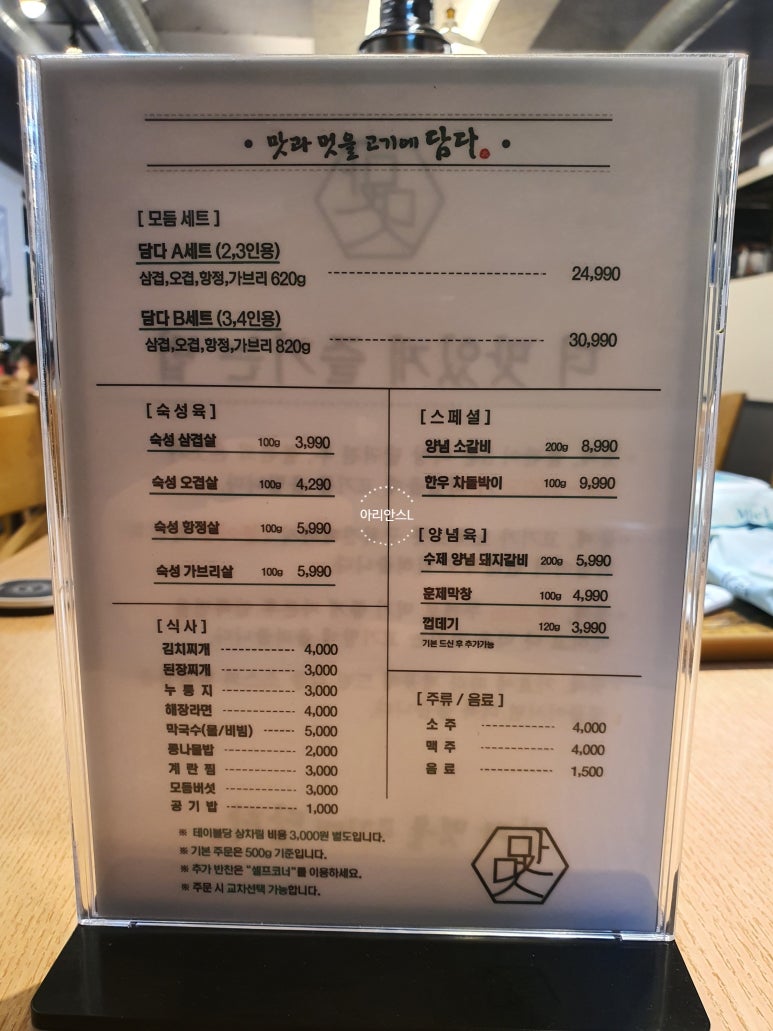 • 맛과 멋을 고기에 담다. •
[ 모듬 세트 ]
담다 A세트 (2,3인용)
삼겹,오겹,항정,가브리 620g 24,990
담다 B세트 (3,4인용)
삼겹,오겹,항정,가브리 820g 30,990
[ 숙성육 ]
숙성 삼겹살 100g 3,990
숙성 오겹살 100g 4,290
숙성 항정살 100g 5,990
숙성 가브리살 100g 5,990
[ 스페셜 ]
양념 소갈비 200g 8,990
한우 차돌박이 100g 9,990
[ 양념육 ]
수제 양념 돼지갈비 200g 5,990
훈제막창 100g 4,990
껍데기 120g 3,990
기본 드신 후 추가가능
[ 식사 ]
김치찌개 4,000
된장찌개 3,000
누룽지 3,000
해장라면 4,000
막국수(물/비빔) 5,000
콩나물밥 2,000
계란찜 3,000
모듬버섯 3,000
공기밥 1,000
[ 주류 / 음료 ]
소주 4,000
맥주 4,000
음료 1,500
※ 테이블당 상차림 비용 3,000원 별도입니다.
※ 기본 주문은 500g 기준입니다.
※ 추가 반찬은 "셀프코너"를 이용하세요.
※ 주문 시 교차선택 가능합니다.
맛
멋
아리안스L